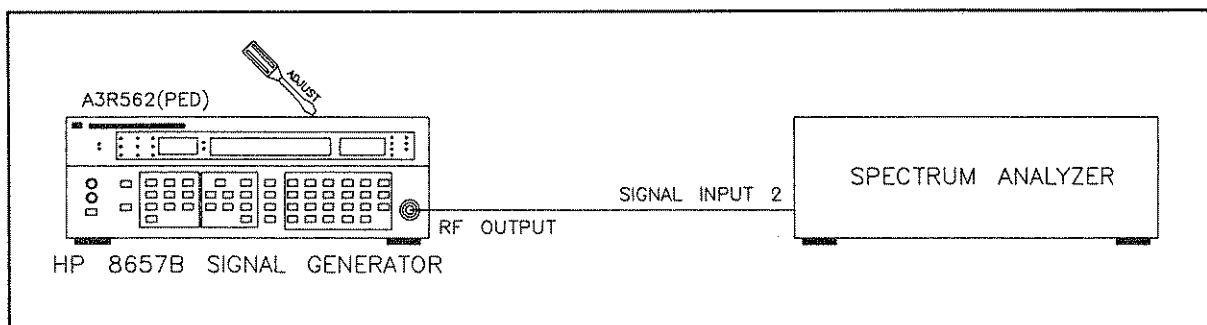 ADJUST
A3R562(PED)
SPECTRUM ANALYZER
SIGNAL INPUT 2
RF OUTPUT
HP 8657B SIGNAL GENERATOR